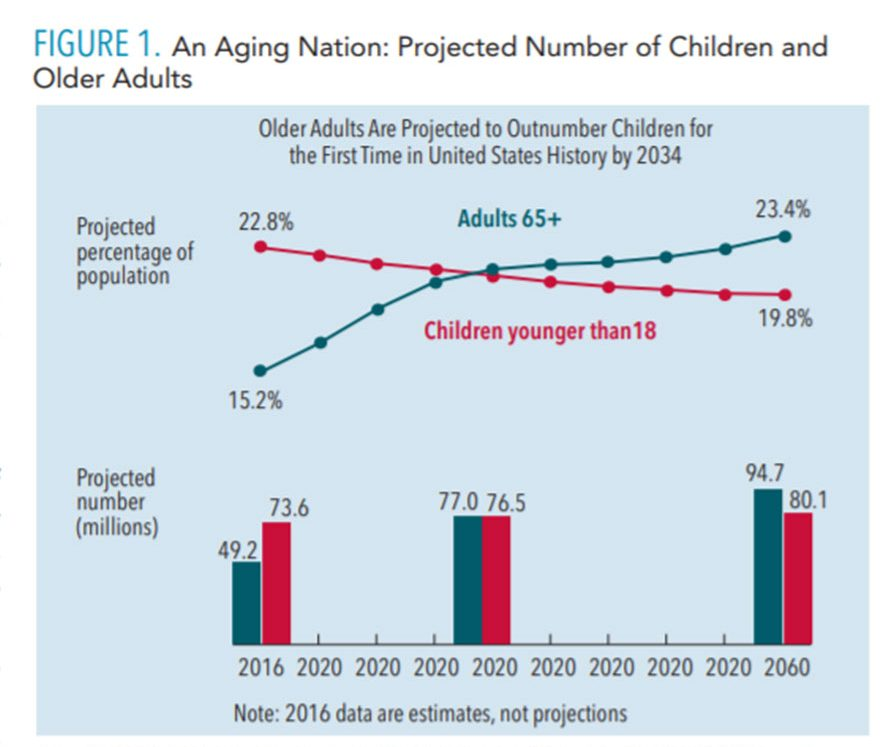 FIGURE 1. An Aging Nation: Projected Number of Children and
Older Adults
Older Adults Are Projected to Outnumber Children for
the First Time in United States History by 2034
Projected
percentage of
population
22.8%
Adults 65+
23.4%
Children younger than18
19.8%
15.2%
Projected
number
(millions)
49.2
73.6
77.0 76.5
94.7
80.1
2016 2020 2020 2020 2020 2020 2020 2020 2020 2060
Note: 2016 data are estimates, not projections